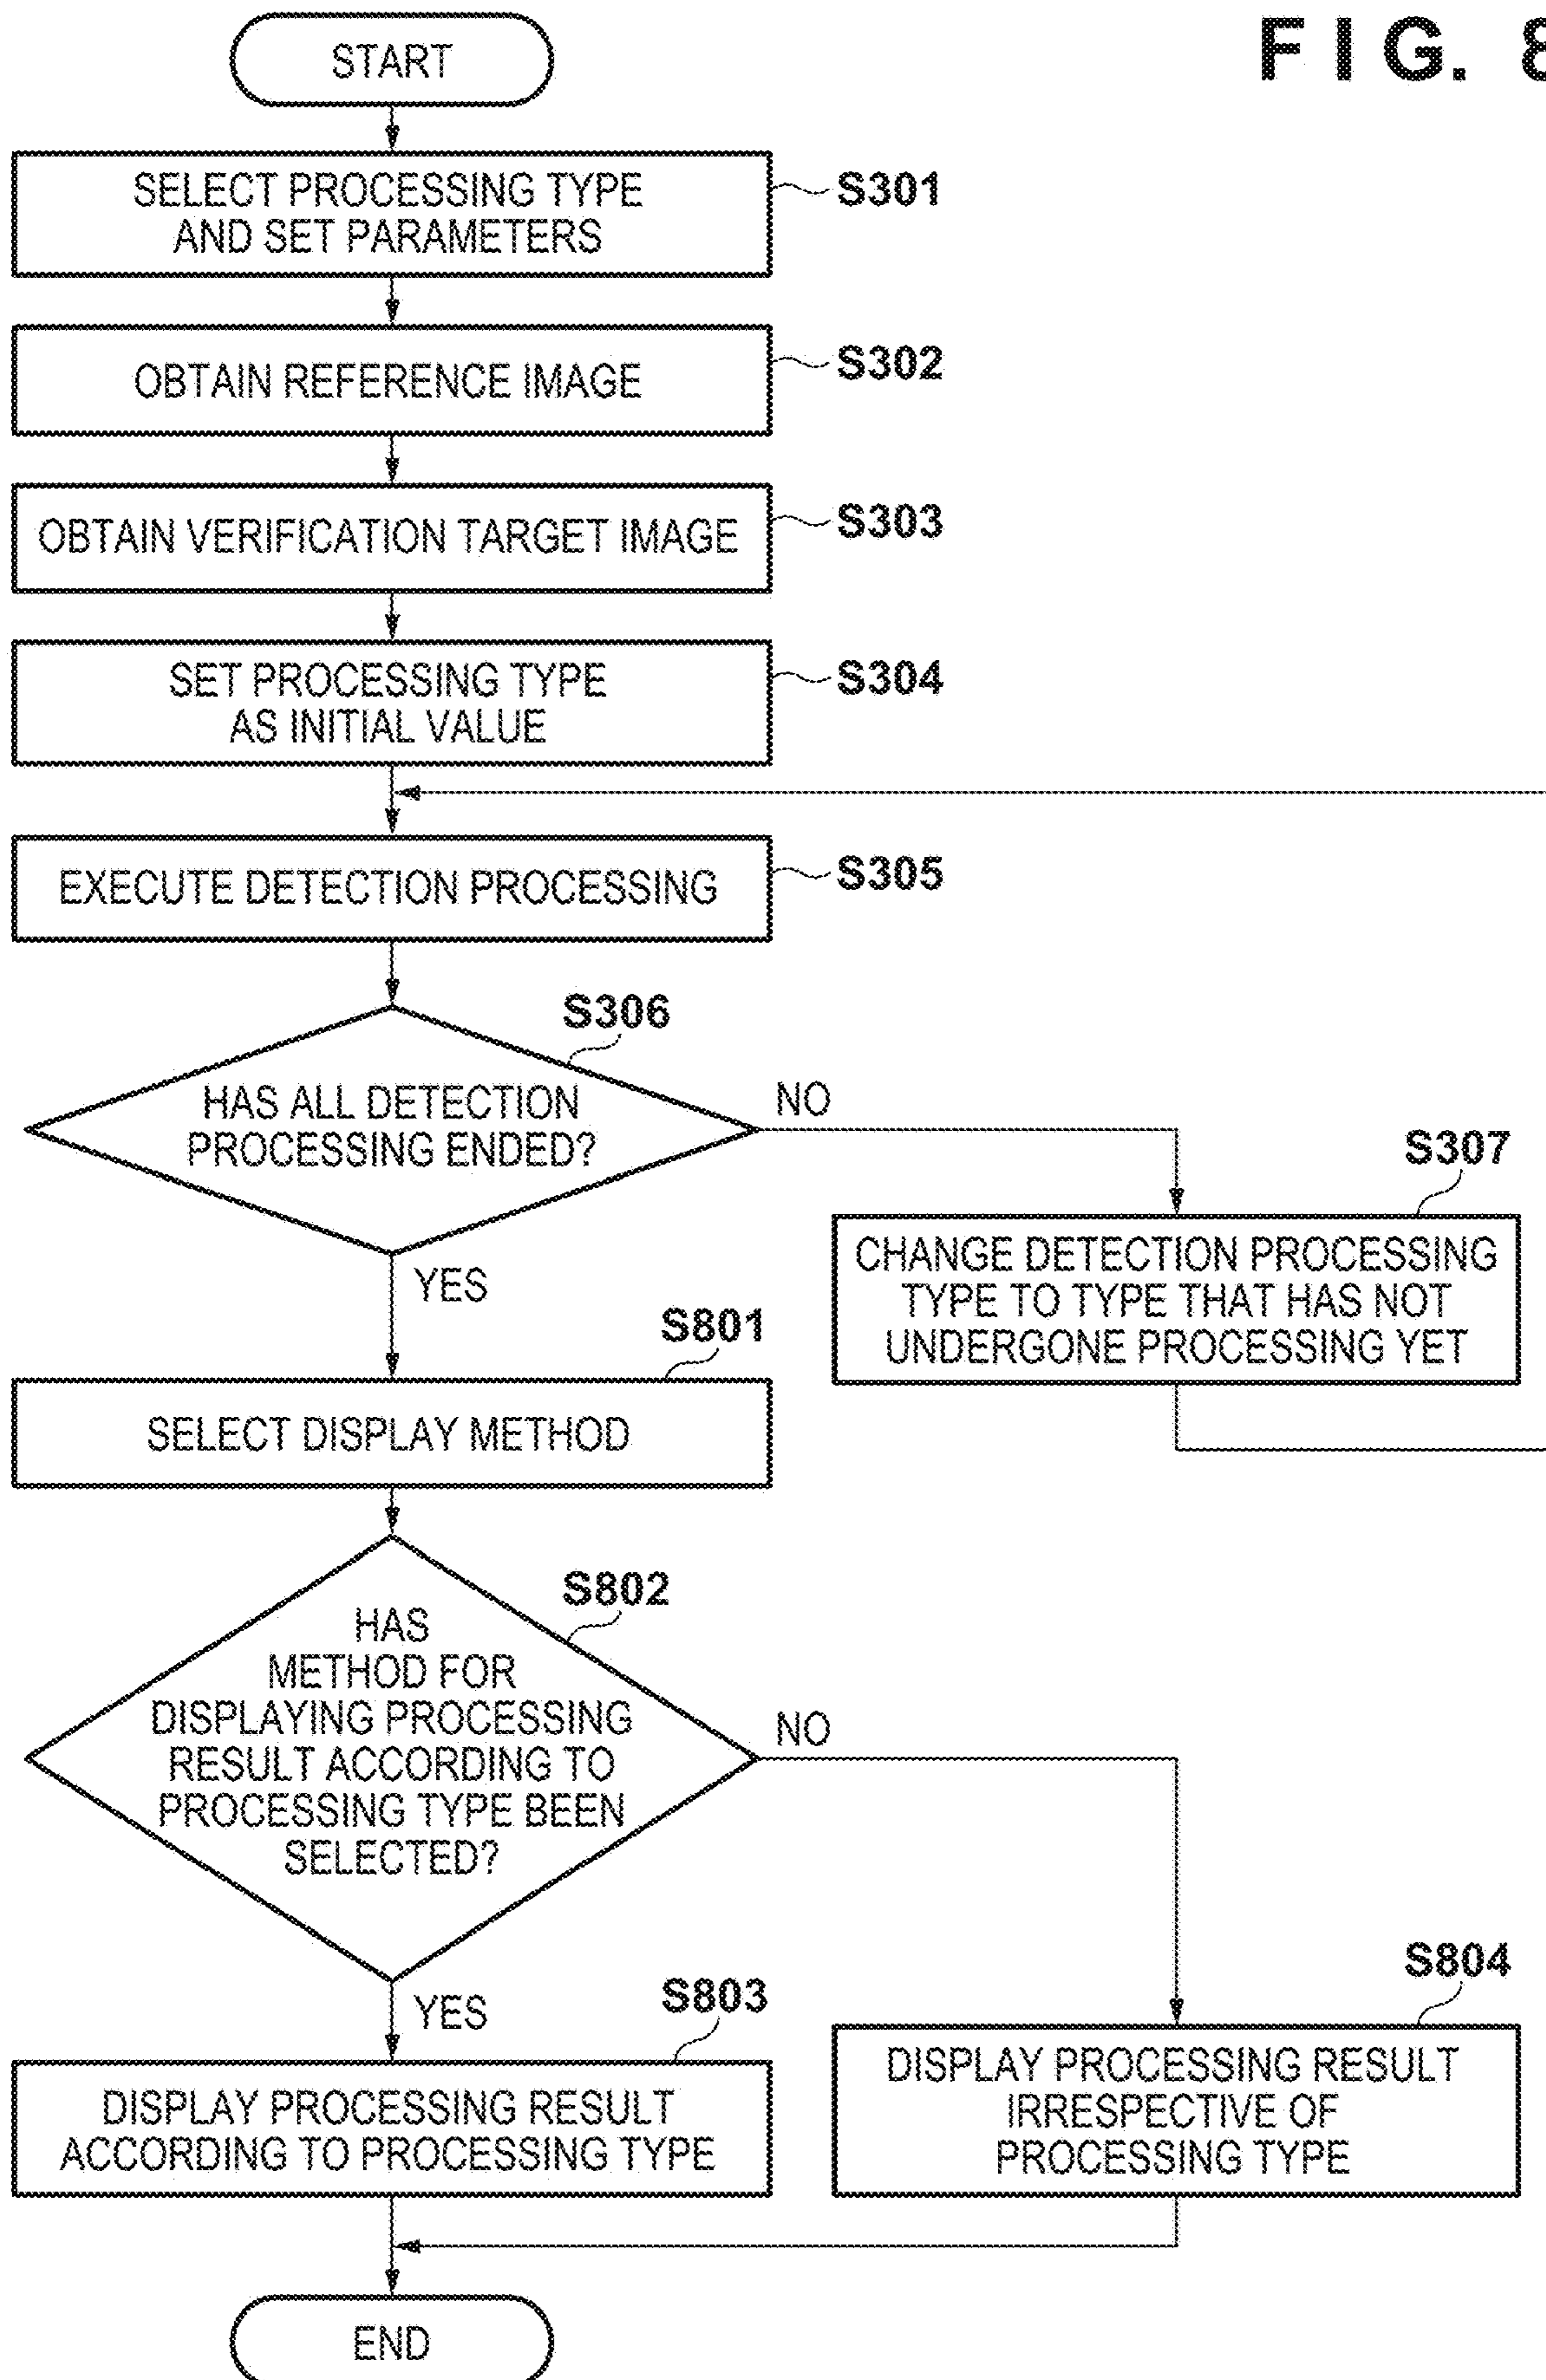 FIG. 8
START
SELECT PROCESSING TYPE
AND SET PARAMETERS
S301
OBTAIN REFERENCE IMAGE
S302
OBTAIN VERIFICATION TARGET IMAGE
S303
SET PROCESSING TYPE
AS INITIAL VALUE
S304
EXECUTE DETECTION PROCESSING
S305
S306
HAS ALL DETECTION
PROCESSING ENDED?
NO
YES
S307
CHANGE DETECTION PROCESSING
TYPE TO TYPE THAT HAS NOT
UNDERGONE PROCESSING YET
S801
SELECT DISPLAY METHOD
S802
HAS
METHOD FOR
DISPLAYING PROCESSING
RESULT ACCORDING TO
PROCESSING TYPE BEEN
SELECTED?
NO
YES
S803
DISPLAY PROCESSING RESULT
ACCORDING TO PROCESSING TYPE
S804
DISPLAY PROCESSING RESULT
IRRESPECTIVE OF
PROCESSING TYPE
END